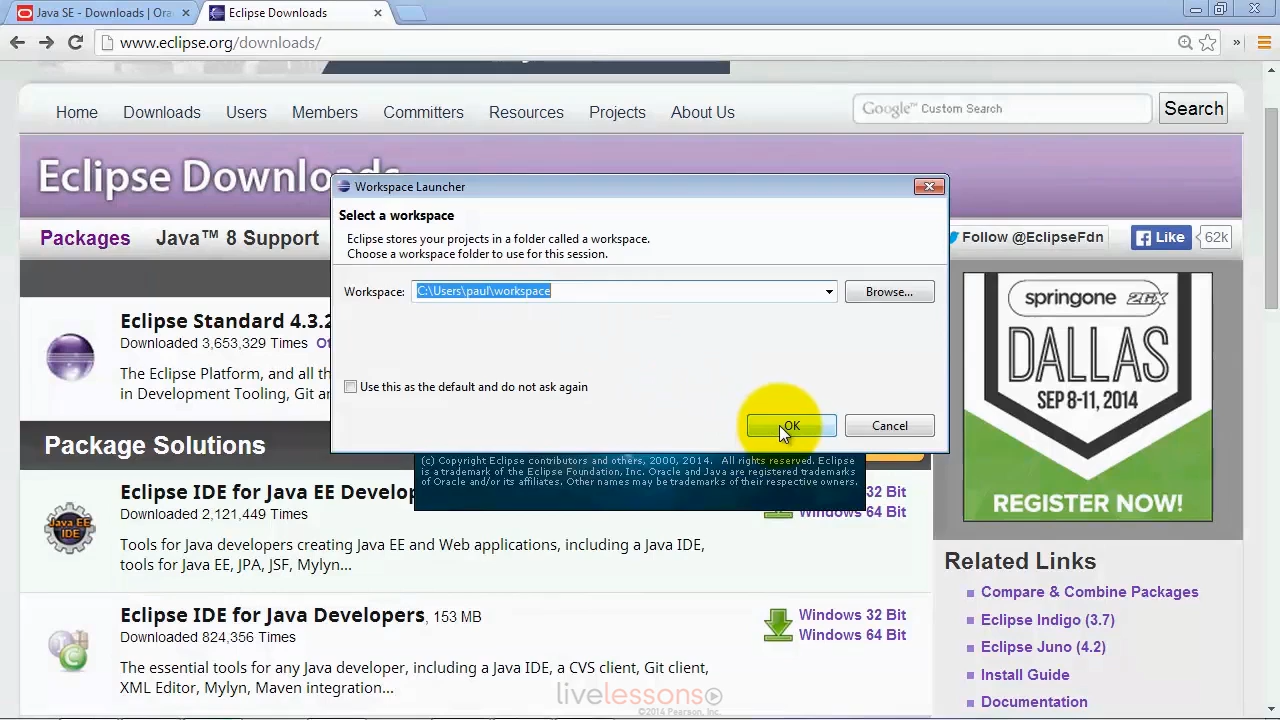 Java SE - Downloads | Ora
Eclipse Downloads
www.eclipse.org/downloads/
Home Downloads Users Members Committers Resources Projects About Us
Google™ Custom Search
Search
Eclipse Downloads
Packages Java™ 8 Support
Follow @EclipseFdn
Like
62k
Workspace Launcher
Select a workspace
Eclipse stores your projects in a folder called a workspace.
Choose a workspace folder to use for this session.
Workspace: C:\Users\paul\workspace
Browse...
Use this as the default and do not ask again
OK
Cancel
(c) Copyright Eclipse contributors and others, 2000, 2014. All rights reserved. Eclipse
is a trademark of the Eclipse Foundation, Inc. Oracle and Java are registered trademarks
of Oracle and/or its affiliates. Other names may be trademarks of their respective owners.
Eclipse Standard 4.3.2
Downloaded 3,653,329 Times
The Eclipse Platform, and all th
in Development Tooling, Git an
Package Solutions
Java EE
IDE
Eclipse IDE for Java EE Develop
Downloaded 2,121,449 Times
Tools for Java developers creating Java EE and Web applications, including a Java IDE,
tools for Java EE, JPA, JSF, Mylyn...
32 Bit
Windows 64 Bit
Eclipse IDE for Java Developers, 153 MB
Downloaded 824,356 Times
The essential tools for any Java developer, including a Java IDE, a CVS client, Git client,
XML Editor, Mylyn, Maven integration...
Windows 32 Bit
Windows 64 Bit
springone 2GX
DALLAS
SEP 8-11, 2014
REGISTER NOW!
Related Links
Compare & Combine Packages
Eclipse Indigo (3.7)
Eclipse Juno (4.2)
Install Guide
Documentation
livelessons
©2014 Pearson, Inc.